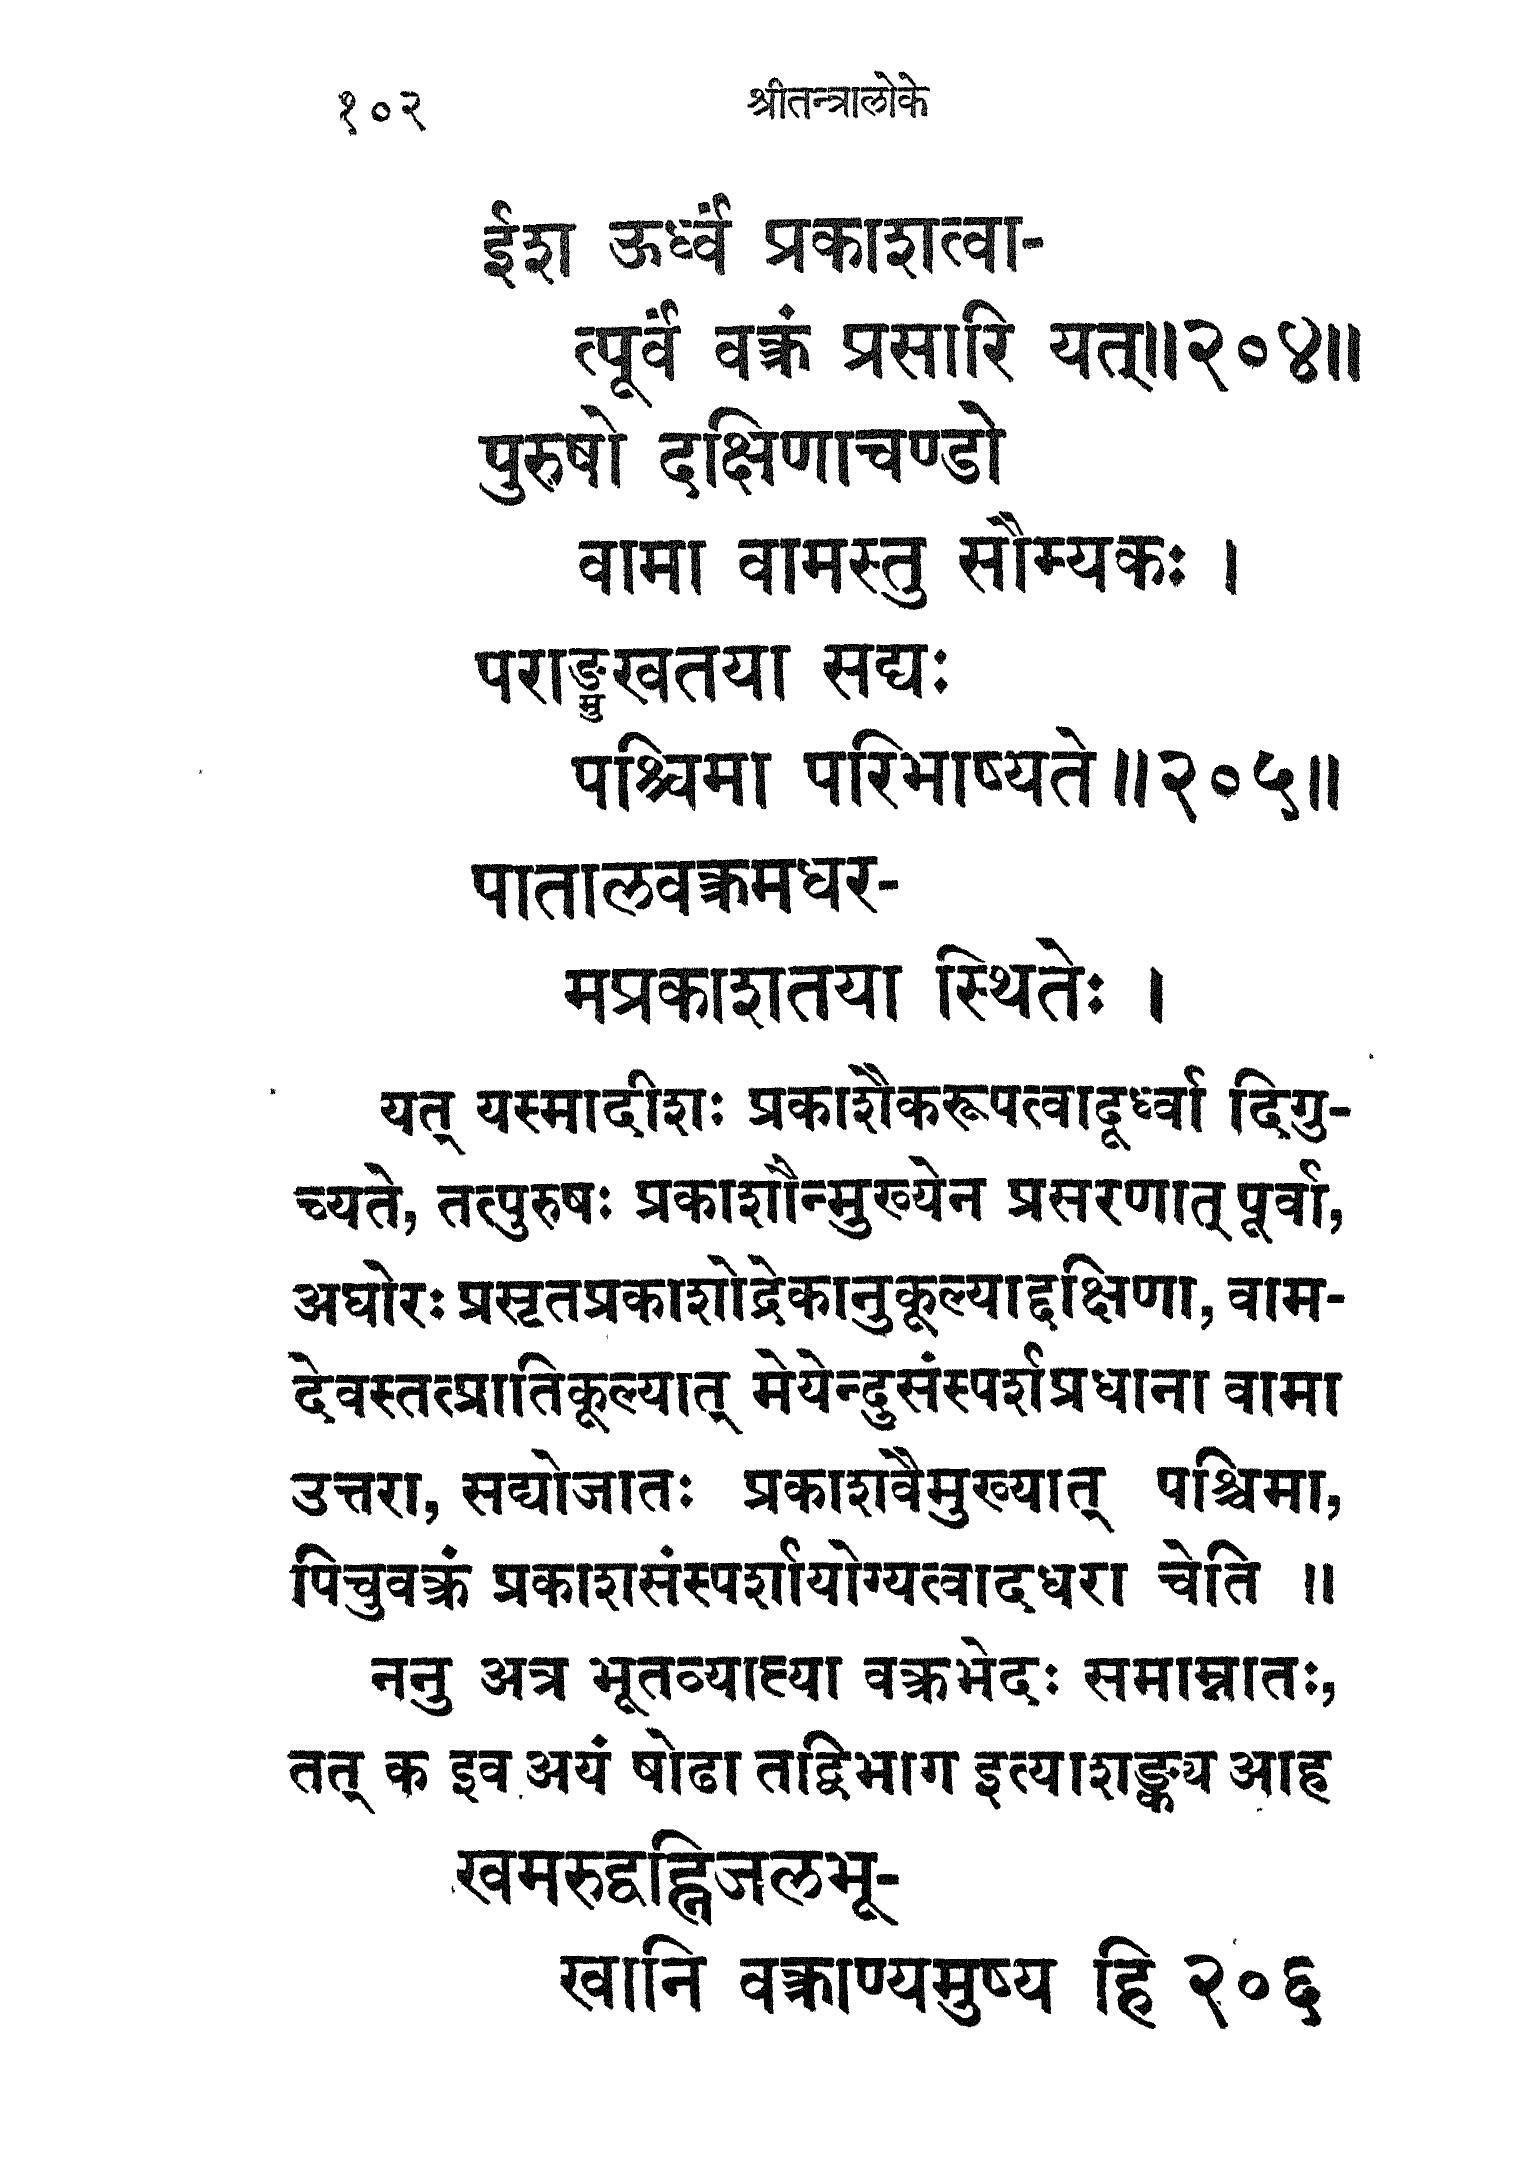 १०२ श्रीतन्त्रालोके
ईश ऊर्ध्वं प्रकाशत्वा-
त्पूर्वं वक्त्रं प्रसारि यत्॥२०४॥
पुरुषो दक्षिणाचण्डो
वामा वामस्तु सौम्यकः ।
पराङ्मुखतया सद्यः
पश्चिमा परिभाष्यते॥२०५॥
पातालवक्त्रमधर-
मप्रकाशतया स्थितेः ।
यत् यस्मादीशः प्रकाशैकरूपत्वादूर्ध्वा दिगु-
च्यते, तत्पुरुषः प्रकाशौन्मुख्येन प्रसरणात् पूर्वा,
अघोरः प्रसृतप्रकाशोद्रेकानुकूल्याद्दक्षिणा, वाम-
देवस्तत्प्रातिकूल्यात् मेयेन्दुसंस्पर्शप्रधाना वामा
उत्तरा, सद्योजातः प्रकाशवैमुख्यात् पश्चिमा,
पिचुवक्त्रं प्रकाशसंस्पर्शायोग्यत्वादधरा चेति ॥
ननु अत्र भूतव्याप्त्या वक्त्रभेदः समाम्नातः,
तत् क इव अयं षोढा तद्विभाग इत्याशङ्क्य आह
खमरुद्वह्निजलभू-
खानि वक्त्राण्यमुष्य हि २०६